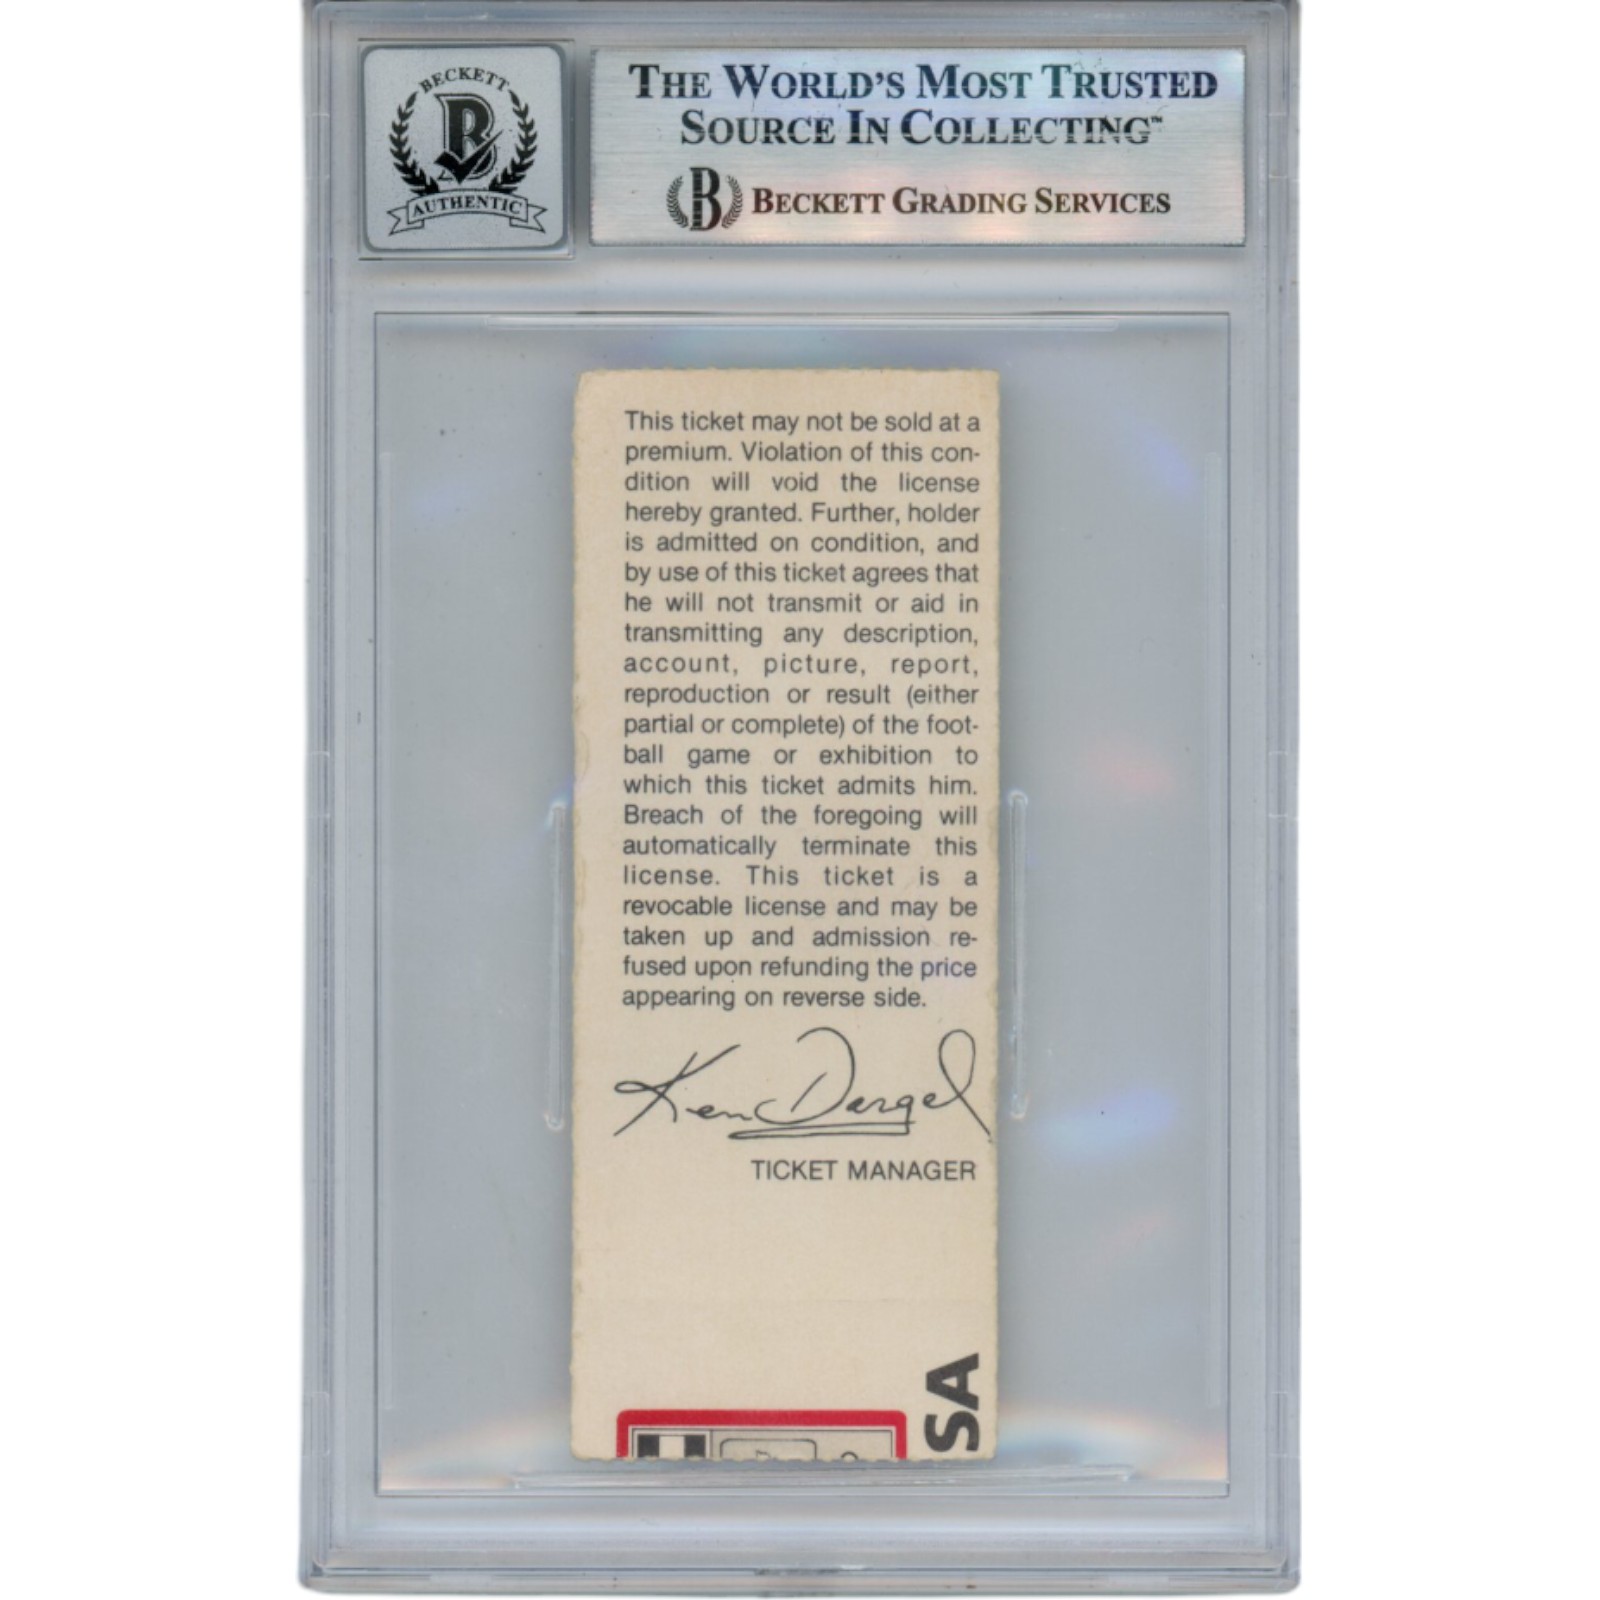 BECKETT
B
AUTHENTIC
THE WORLD'S MOST TRUSTED
SOURCE IN COLLECTING™
B BECKETT GRADING SERVICES
This ticket may not be sold at a
premium. Violation of this con-
dition will void the license
hereby granted. Further, holder
is admitted on condition, and
by use of this ticket agrees that
he will not transmit or aid in
transmitting any description,
account, picture, report,
reproduction or result (either
partial or complete) of the foot-
ball game or exhibition to
which this ticket admits him.
Breach of the foregoing will
automatically terminate this
license. This ticket is a
revocable license and may be
taken up and admission re-
fused upon refunding the price
appearing on reverse side.
Ken Dargel
TICKET MANAGER
SA